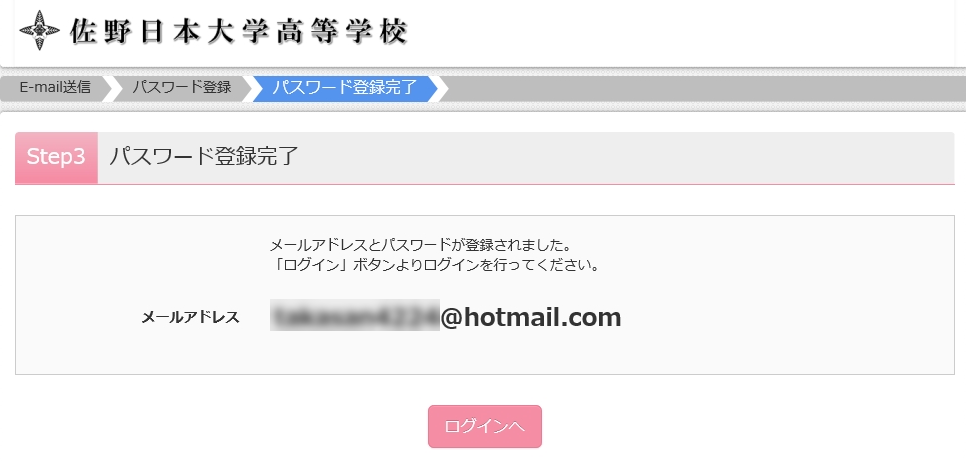 佐野日本大学高等学校
E-mail送信 パスワード登録 パスワード登録完了
Step3 パスワード登録完了
メールアドレスとパスワードが登録されました。
「ログイン」ボタンよりログインを行ってください。
メールアドレス @hotmail.com
ログインへ